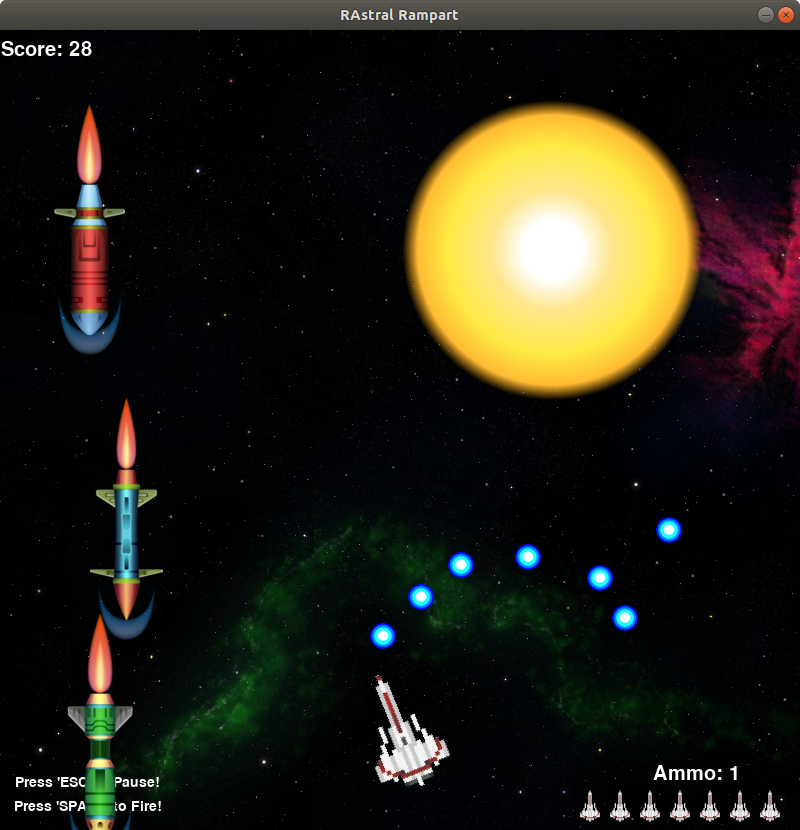 RAstral Rampart
Score: 28
Press 'ESC Pause!
Press 'SPA to Fire!
Ammo: 1